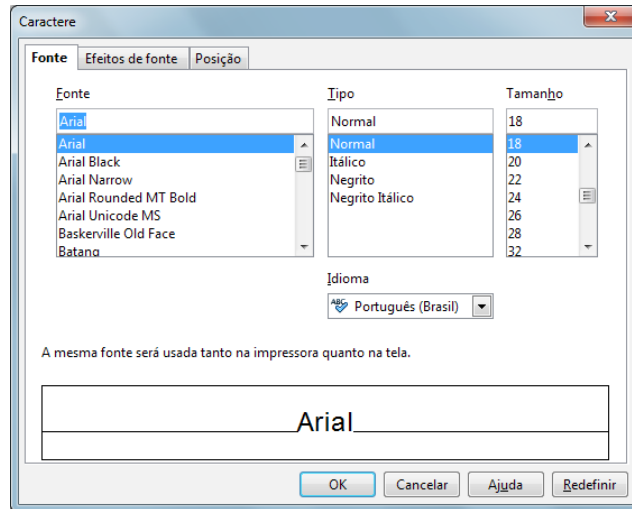 Caractere
Fonte Efeitos de fonte Posição
Fonte Tipo Tamanho
Arial Normal 18
Arial Normal 18
Arial Black Itálico 20
Arial Narrow Negrito 22
Arial Rounded MT Bold Negrito Itálico 24
Arial Unicode MS 26
Baskerville Old Face 28
Batang 32
Idioma
ABC Português (Brasil)
A mesma fonte será usada tanto na impressora quanto na tela.
Arial
OK Cancelar Ajuda Redefinir